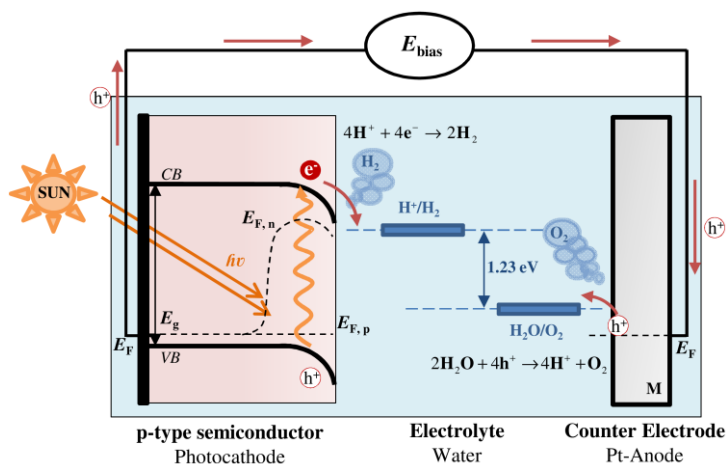 E_bias
h⁺
4H⁺ + 4e⁻ → 2H₂
CB
e⁻
H₂
SUN
H⁺/H₂
E_F, n
O₂
hν
1.23 eV
h⁺
E_g
E_F, p
h⁺
E_F
H₂O/O₂
E_F
VB
h⁺
2H₂O + 4h⁺ → 4H⁺ + O₂
M
p-type semiconductor
Photocathode
Electrolyte
Water
Counter Electrode
Pt-Anode